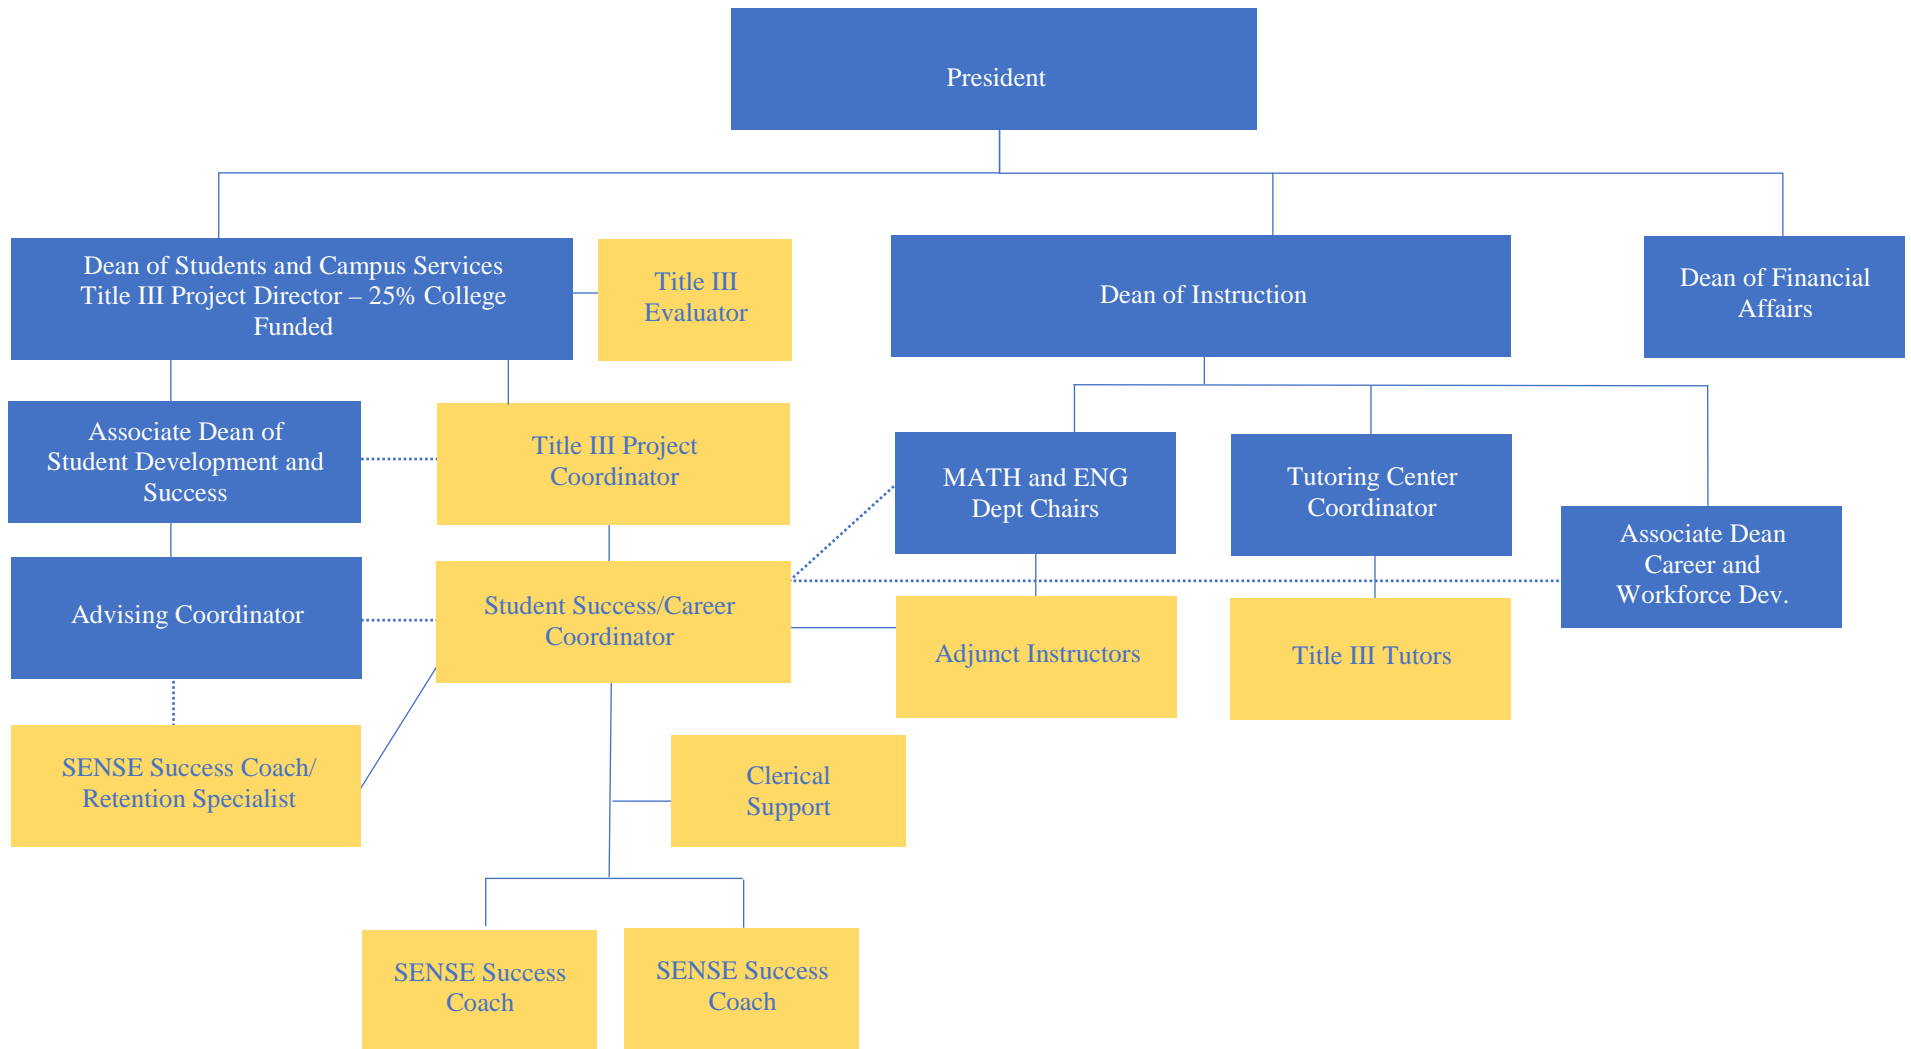 President
Dean of Students and Campus Services
Title III Project Director – 25% College
Funded
Title III
Evaluator
Dean of Instruction
Dean of Financial
Affairs
Associate Dean of
Student Development and
Success
Title III Project
Coordinator
MATH and ENG
Dept Chairs
Tutoring Center
Coordinator
Associate Dean
Career and
Workforce Dev.
Advising Coordinator
Student Success/Career
Coordinator
Adjunct Instructors
Title III Tutors
SENSE Success Coach/
Retention Specialist
Clerical
Support
SENSE Success
Coach
SENSE Success
Coach